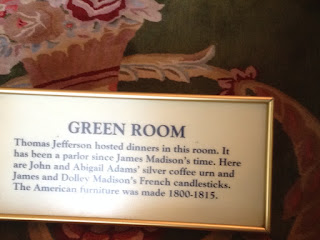 GREEN ROOM
Thomas Jefferson hosted dinners in this room. It
has been a parlor since James Madison's time. Here
are John and Abigail Adams' silver coffee urn and
James and Dolley Madison's French candlesticks.
The American furniture was made 1800-1815.